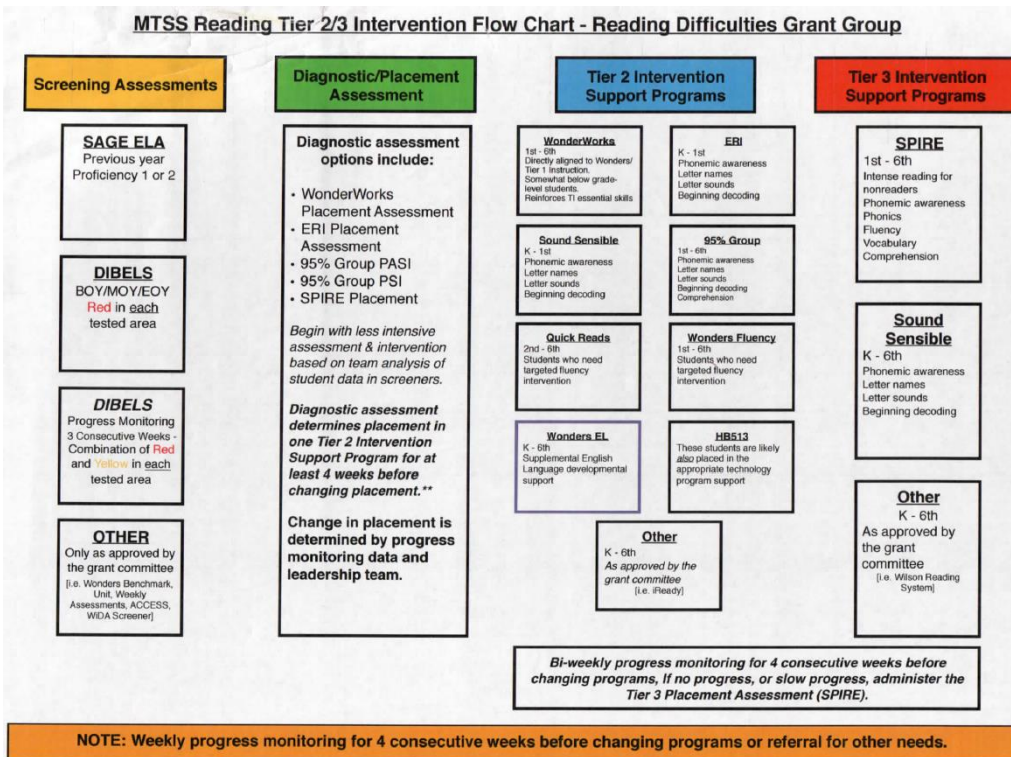 MTSS Reading Tier 2/3 Intervention Flow Chart - Reading Difficulties Grant Group
Screening Assessments
SAGE ELA
Previous year
Proficiency 1 or 2
DIBELS
BOY/MOY/EOY
Red in each
tested area
DIBELS
Progress Monitoring
3 Consecutive Weeks -
Combination of Red
and Yellow in each
tested area
OTHER
Only as approved by
the grant committee
[i.e. Wonders Benchmark,
Unit, Weekly
Assessments, ACCESS,
WiDA Screener]
Diagnostic/Placement
Assessment
Diagnostic assessment
options include:
• WonderWorks
Placement Assessment
• ERI Placement
Assessment
• 95% Group PASI
• 95% Group PSI
• SPIRE Placement
Begin with less intensive
assessment & intervention
based on team analysis of
student data in screeners.
Diagnostic assessment
determines placement in
one Tier 2 Intervention
Support Program for
at least 4 weeks before
changing placement.**
Change in placement is
determined by progress
monitoring data and
leadership team.
Tier 2 Intervention
Support Programs
WonderWorks
1st - 6th
Directly aligned to Wonders/
Tier 1 Instruction.
Somewhat below grade-
level students.
Reinforces TI essential skills
ERI
K - 1st
Phonemic awareness
Letter names
Letter sounds
Beginning decoding
Sound Sensible
K - 1st
Phonemic awareness
Letter names
Letter sounds
Beginning decoding
95% Group
1st - 6th
Phonemic awareness
Letter names
Letter sounds
Beginning decoding
Comprehension
Quick Reads
2nd - 6th
Students who need
targeted fluency
intervention
Wonders Fluency
1st - 6th
Students who need
targeted fluency
intervention
Wonders EL
K - 6th
Supplemental English
Language developmental
support
HB513
These students are likely
also placed in the
appropriate technology
program support
Other
K - 6th
As approved by the
grant committee
[i.e. iReady]
Tier 3 Intervention
Support Programs
SPIRE
1st - 6th
Intense reading for
nonreaders
Phonemic awareness
Phonics
Fluency
Vocabulary
Comprehension
Sound
Sensible
K - 6th
Phonemic awareness
Letter names
Letter sounds
Beginning decoding
Other
K - 6th
As approved by
the grant
committee
[i.e. Wilson Reading
System]
Bi-weekly progress monitoring for 4 consecutive weeks before
changing programs, If no progress, or slow progress, administer the
Tier 3 Placement Assessment (SPIRE).
NOTE: Weekly progress monitoring for 4 consecutive weeks before changing programs or referral for other needs.